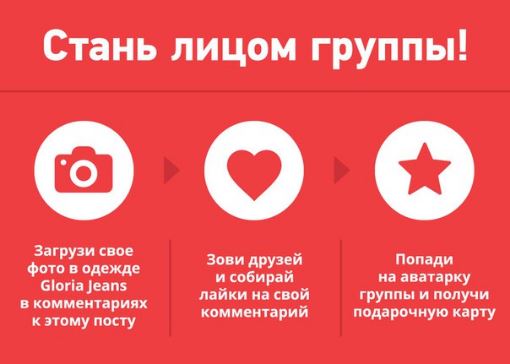 Стань лицом группы!
Загрузи свое
фото в одежде
Gloria Jeans
в комментариях
к этому посту
Зови друзей
и собирай
лайки на свой
комментарий
Попади
на аватарку
группы и получи
подарочную карту